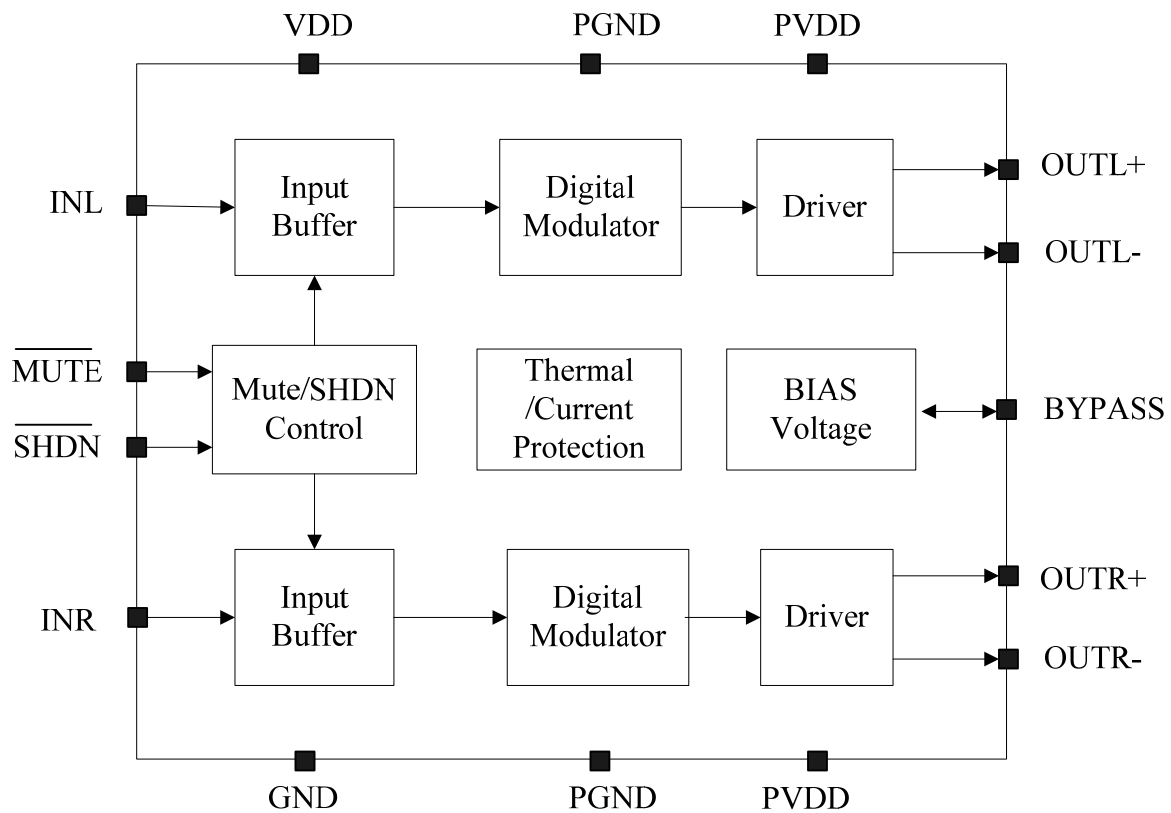 VDD
PGND
PVDD
INL
Input
Buffer
Digital
Modulator
Driver
OUTL+
OUTL-
MUTE
SHDN
Mute/SHDN
Control
Thermal
/Current
Protection
BIAS
Voltage
BYPASS
INR
Input
Buffer
Digital
Modulator
Driver
OUTR+
OUTR-
GND
PGND
PVDD